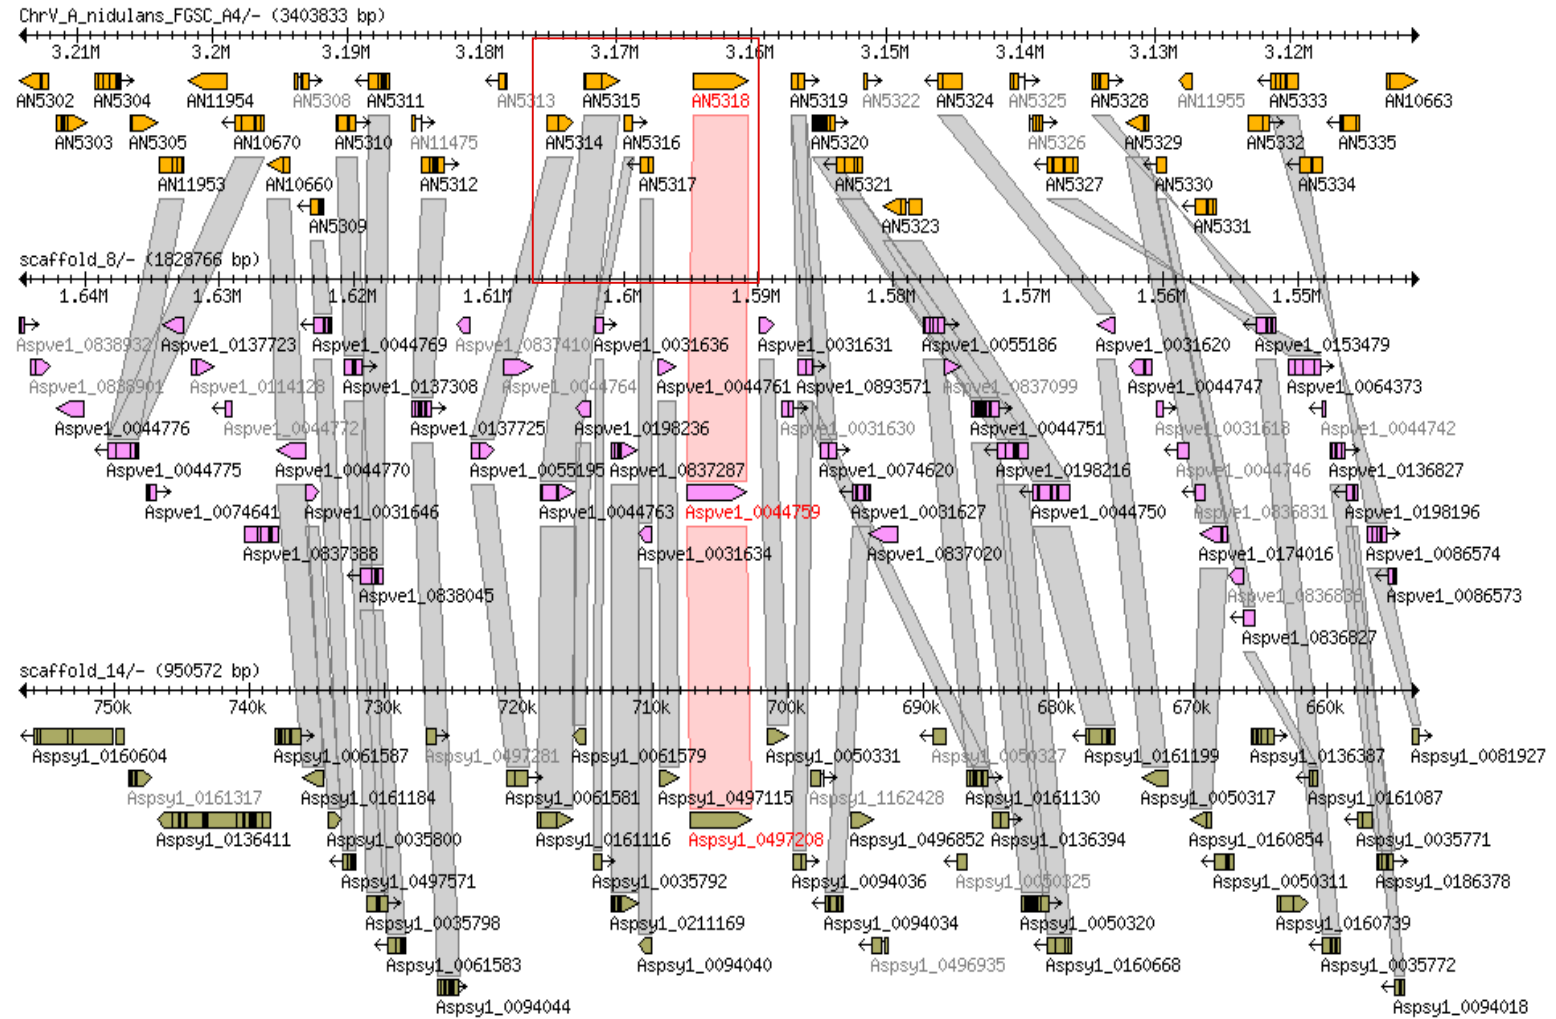 ChrV_A_nidulans_FGSC_A4/- (3403833 bp)
3.21M 3.2M 3.19M 3.18M 3.17M 3.16M 3.15M 3.14M 3.13M 3.12M
AN5302 AN5304 AN11954 AN5308 AN5311 AN5313 AN5315 AN5318 AN5319 AN5322 AN5324 AN5325 AN5328 AN11955 AN5333 AN10663
AN5303 AN5305 AN10670 AN5310 AN11475 AN5314 AN5316 AN5320 AN5326 AN5329 AN5332 AN5335
AN11953 AN10660 AN5312 AN5317 AN5321 AN5327 AN5330 AN5334
AN5309 AN5323 AN5331
scaffold_8/- (1828766 bp)
1.64M 1.63M 1.62M 1.61M 1.6M 1.59M 1.58M 1.57M 1.56M 1.55M
Aspve1_0838932 Aspve1_0137723 Aspve1_0044769 Aspve1_0837410 Aspve1_0031636 Aspve1_0031631 Aspve1_0055186 Aspve1_0031620 Aspve1_0153479
Aspve1_0838901 Aspve1_0114128 Aspve1_0137308 Aspve1_0044764 Aspve1_0044761 Aspve1_0893571 Aspve1_0837099 Aspve1_0044747 Aspve1_0064373
Aspve1_0044776 Aspve1_0044772 Aspve1_0137725 Aspve1_0198236 Aspve1_0031630 Aspve1_0044751 Aspve1_0031618 Aspve1_0044742
Aspve1_0044775 Aspve1_0044770 Aspve1_0055195 Aspve1_0837287 Aspve1_0074620 Aspve1_0198216 Aspve1_0044746 Aspve1_0136827
Aspve1_0074641 Aspve1_0031646 Aspve1_0044763 Aspve1_0044759 Aspve1_0031627 Aspve1_0044750 Aspve1_0836831 Aspve1_0198196
Aspve1_0837388 Aspve1_0031634 Aspve1_0837020 Aspve1_0174016 Aspve1_0086574
Aspve1_0838045 Aspve1_0086573
Aspve1_0836827
scaffold_14/- (950572 bp)
750k 740k 730k 720k 710k 700k 690k 680k 670k 660k
Aspsy1_0160604 Aspsy1_0061587 Aspsy1_0497281 Aspsy1_0061579 Aspsy1_0050331 Aspsy1_0050327 Aspsy1_0161199 Aspsy1_0136387 Aspsy1_0081927
Aspsy1_0161317 Aspsy1_0161184 Aspsy1_0061581 Aspsy1_0497115 Aspsy1_1162428 Aspsy1_0161130 Aspsy1_0050317 Aspsy1_0161087
Aspsy1_0136411 Aspsy1_0035800 Aspsy1_0161116 Aspsy1_0497208 Aspsy1_0496852 Aspsy1_0136394 Aspsy1_0160854 Aspsy1_0035771
Aspsy1_0497571 Aspsy1_0035792 Aspsy1_0094036 Aspsy1_0050325 Aspsy1_0050311 Aspsy1_0186378
Aspsy1_0035798 Aspsy1_0211169 Aspsy1_0094034 Aspsy1_0050320 Aspsy1_0160739
Aspsy1_0061583 Aspsy1_0094040 Aspsy1_0496935 Aspsy1_0160668 Aspsy1_0035772
Aspsy1_0094044 Aspsy1_0094018